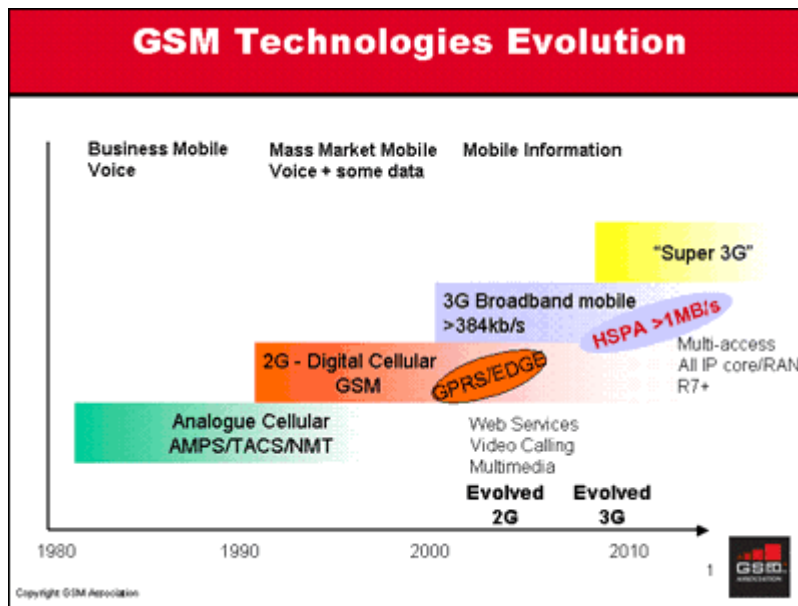 GSM Technologies Evolution
Business Mobile
Voice
Mass Market Mobile
Voice + some data
Mobile Information
"Super 3G"
3G Broadband mobile
>384kb/s
HSPA >1MB/s
Multi-access
All IP core/RAN
R7+
2G - Digital Cellular
GSM
GPRS/EDGE
Analogue Cellular
AMPS/TACS/NMT
Web Services
Video Calling
Multimedia
Evolved
2G
Evolved
3G
1980
1990
2000
2010
1
ASSOCIATION
Copyright GSM Association